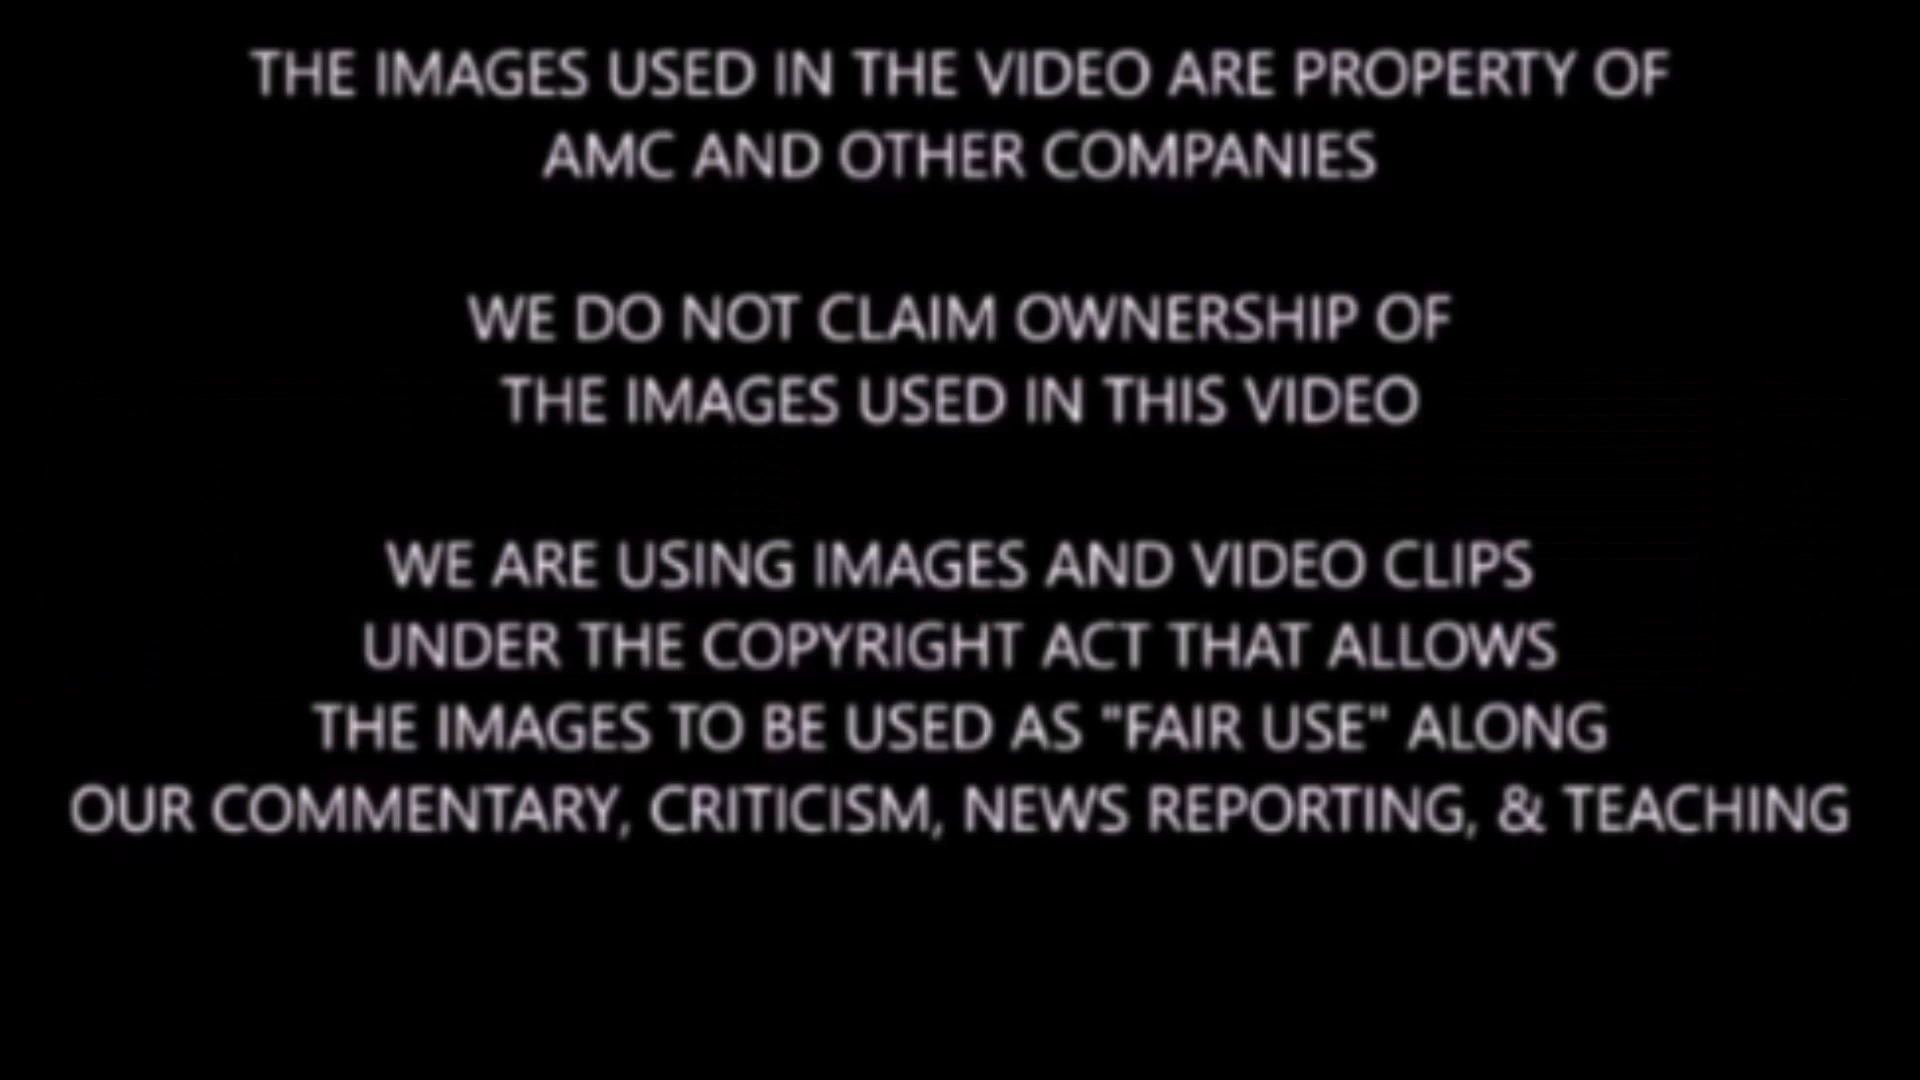 THE IMAGES USED IN THE VIDEO ARE PROPERTY OF
AMC AND OTHER COMPANIES
WE DO NOT CLAIM OWNERSHIP OF
THE IMAGES USED IN THIS VIDEO
WE ARE USING IMAGES AND VIDEO CLIPS
UNDER THE COPYRIGHT ACT THAT ALLOWS
THE IMAGES TO BE USED AS "FAIR USE" ALONG
OUR COMMENTARY, CRITICISM, NEWS REPORTING, & TEACHING